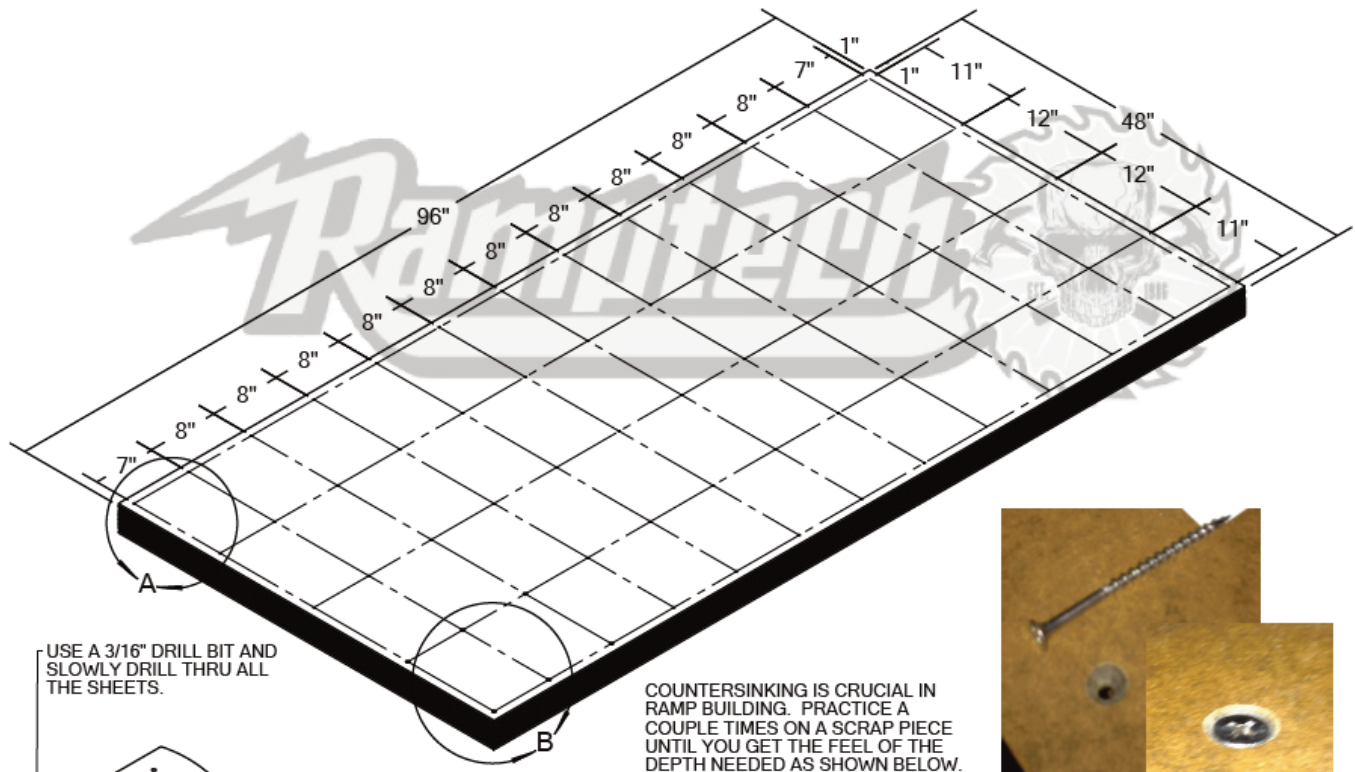 1"
7"
8"
8"
8"
8"
8"
8"
8"
8"
8"
8"
7"
96"
1"
11"
12"
12"
11"
48"
Ramptech
EST 1986
A
B
USE A 3/16" DRILL BIT AND
SLOWLY DRILL THRU ALL
THE SHEETS.
COUNTERSINKING IS CRUCIAL IN
RAMP BUILDING. PRACTICE A
COUPLE TIMES ON A SCRAP PIECE
UNTIL YOU GET THE FEEL OF THE
DEPTH NEEDED AS SHOWN BELOW.